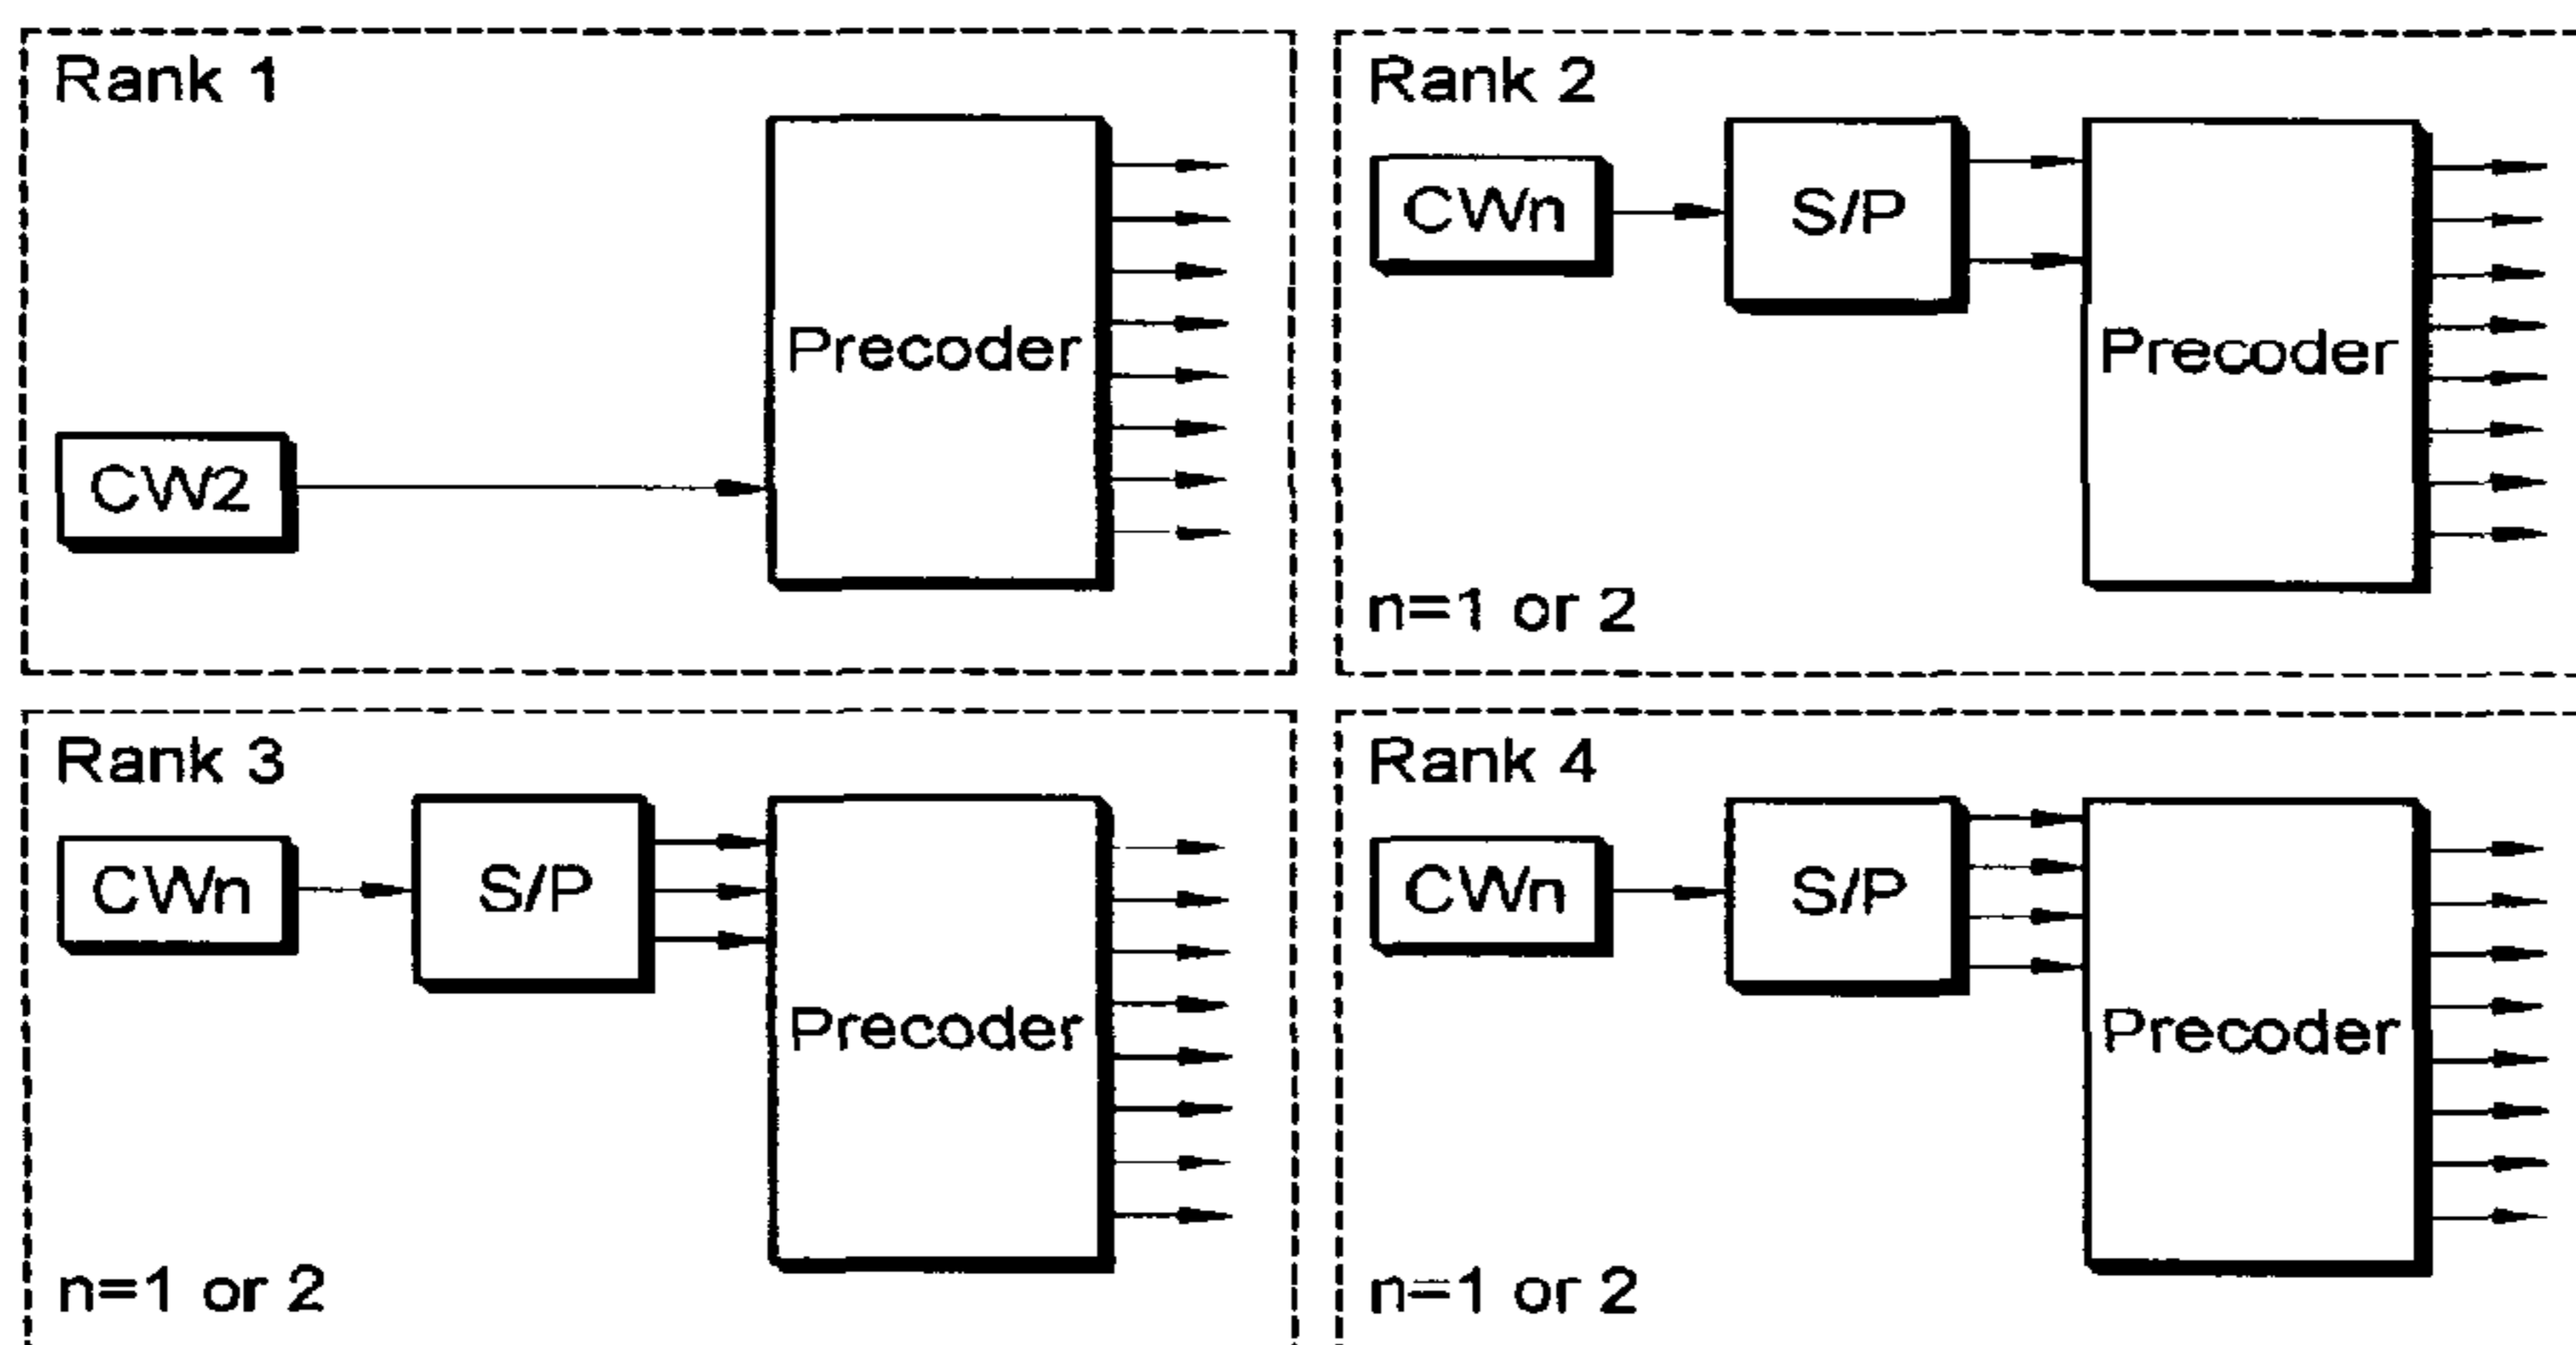 Rank 1
Precoder
CW2
Rank 2
CWn
S/P
Precoder
n=1 or 2
Rank 3
CWn
S/P
Precoder
n=1 or 2
Rank 4
CWn
S/P
Precoder
n=1 or 2